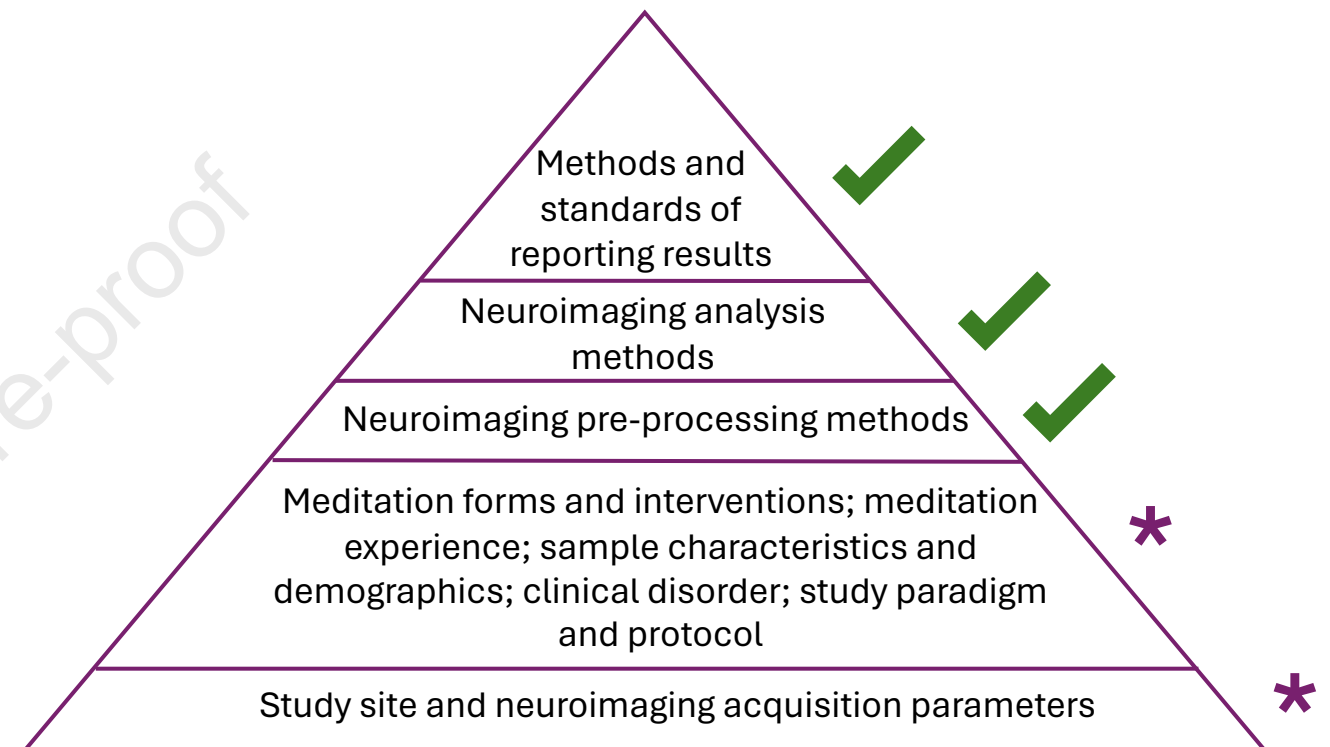 Methods and
standards of
reporting results
Neuroimaging analysis
methods
Neuroimaging pre-processing methods
Meditation forms and interventions; meditation
experience; sample characteristics and
demographics; clinical disorder; study paradigm
and protocol
*
Study site and neuroimaging acquisition parameters
*